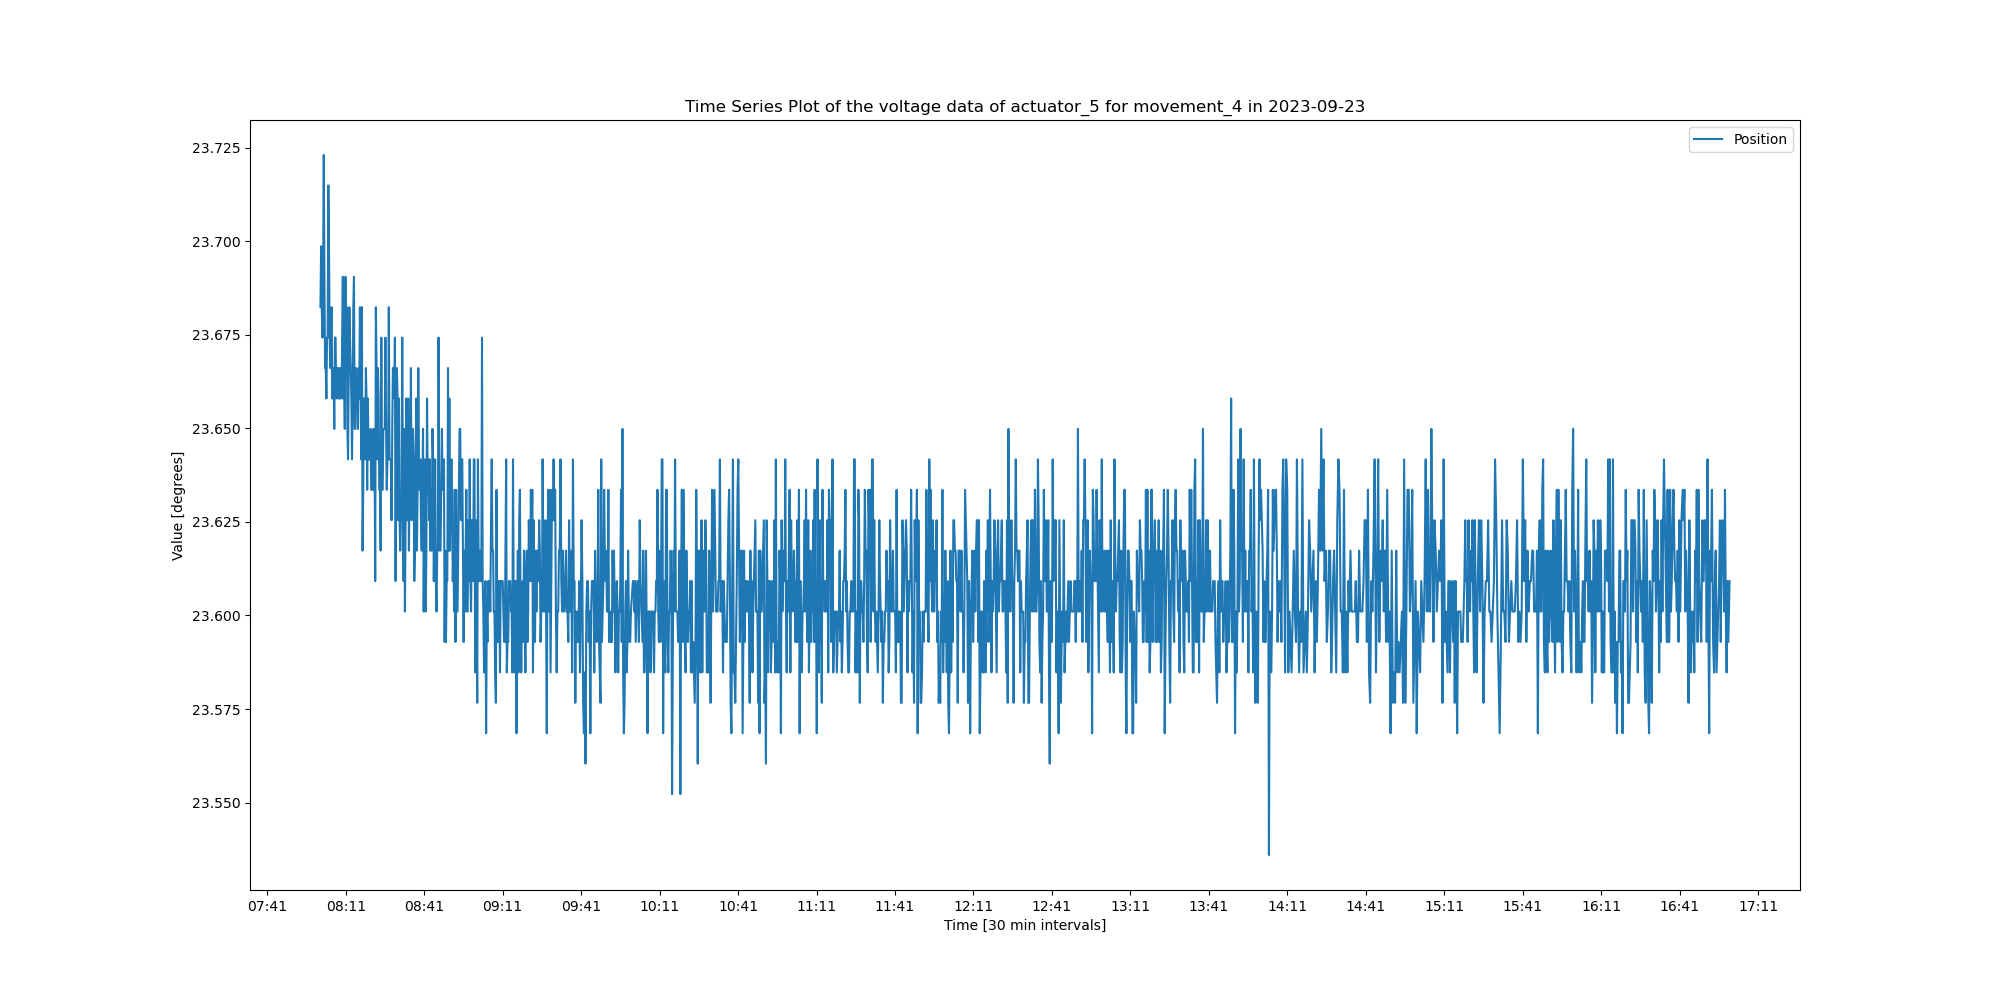 Time Series Plot of the voltage data of actuator_5 for movement_4 in 2023-09-23
Position
23.725
23.700
23.675
23.650
23.625
23.600
23.575
23.550
Value [degrees]
07:41 08:11 08:41 09:11 09:41 10:11 10:41 11:11 11:41 12:11 12:41 13:11 13:41 14:11 14:41 15:11 15:41 16:11 16:41 17:11
Time [30 min intervals]